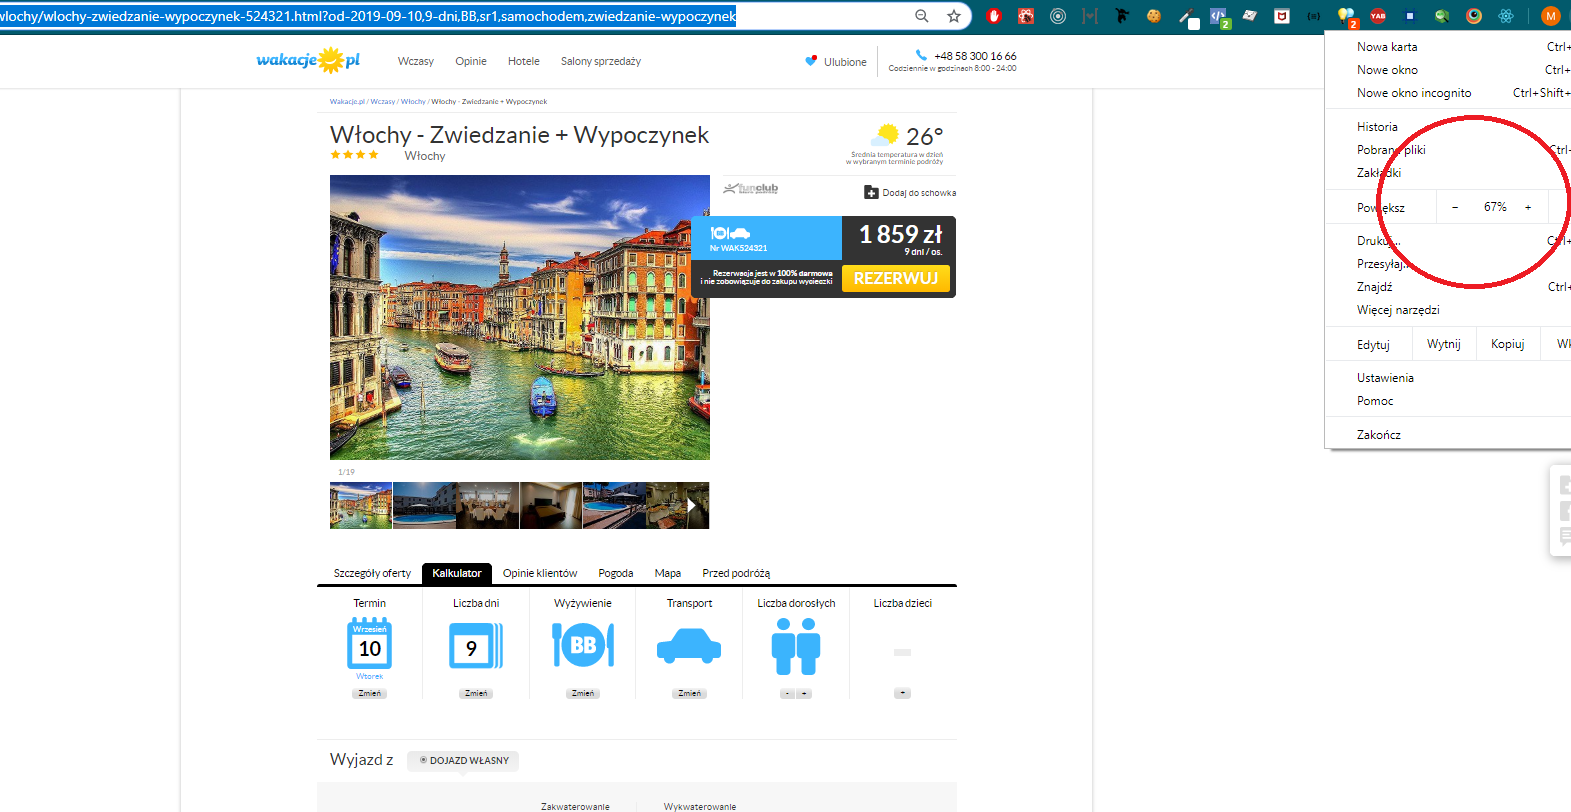 wlochy/wlochy-zwiedzanie-wypoczynek-524321.html?od-2019-09-10,9-dni,BB,sr1,samochodem,zwiedzanie-wypoczynek
2
2
YAB
M
wakacje.pl
Wczasy
Opinie
Hotele
Salony sprzedaży
Ulubione
+48 58 300 16 66
Codziennie w godzinach 8:00 - 24:00
Nowa karta Ctrl+
Nowe okno Ctrl+
Nowe okno incognito Ctrl+Shift+
Historia
Pobrane pliki Ctrl+
Zakładki
Powiększ − 67% +
Drukuj... Ctrl+
Przesyłaj...
Znajdź Ctrl+
Więcej narzędzi
Edytuj Wytnij Kopiuj
Ustawienia
Pomoc
Zakończ
Wakacje.pl / Wczasy / Włochy / Włochy - Zwiedzanie + Wypoczynek
Włochy - Zwiedzanie + Wypoczynek
Włochy
26°
Średnia temperatura w dzień
w wybranym terminie podróży
funclub
Dodaj do schowka
Nr WAK524321
1 859 zł
9 dni / os.
Rezerwacja jest w 100% darmowa
i nie zobowiązuje do zakupu wycieczki
REZERWUJ
1/19
Szczegóły oferty
Kalkulator
Opinie klientów
Pogoda
Mapa
Przed podróżą
Termin
Wrzesień
10
Wtorek
Zmień
Liczba dni
9
Zmień
Wyżywienie
BB
Zmień
Transport
Zmień
Liczba dorosłych
- +
Liczba dzieci
+
Wyjazd z
DOJAZD WŁASNY
Zakwaterowanie
Wykwaterowanie